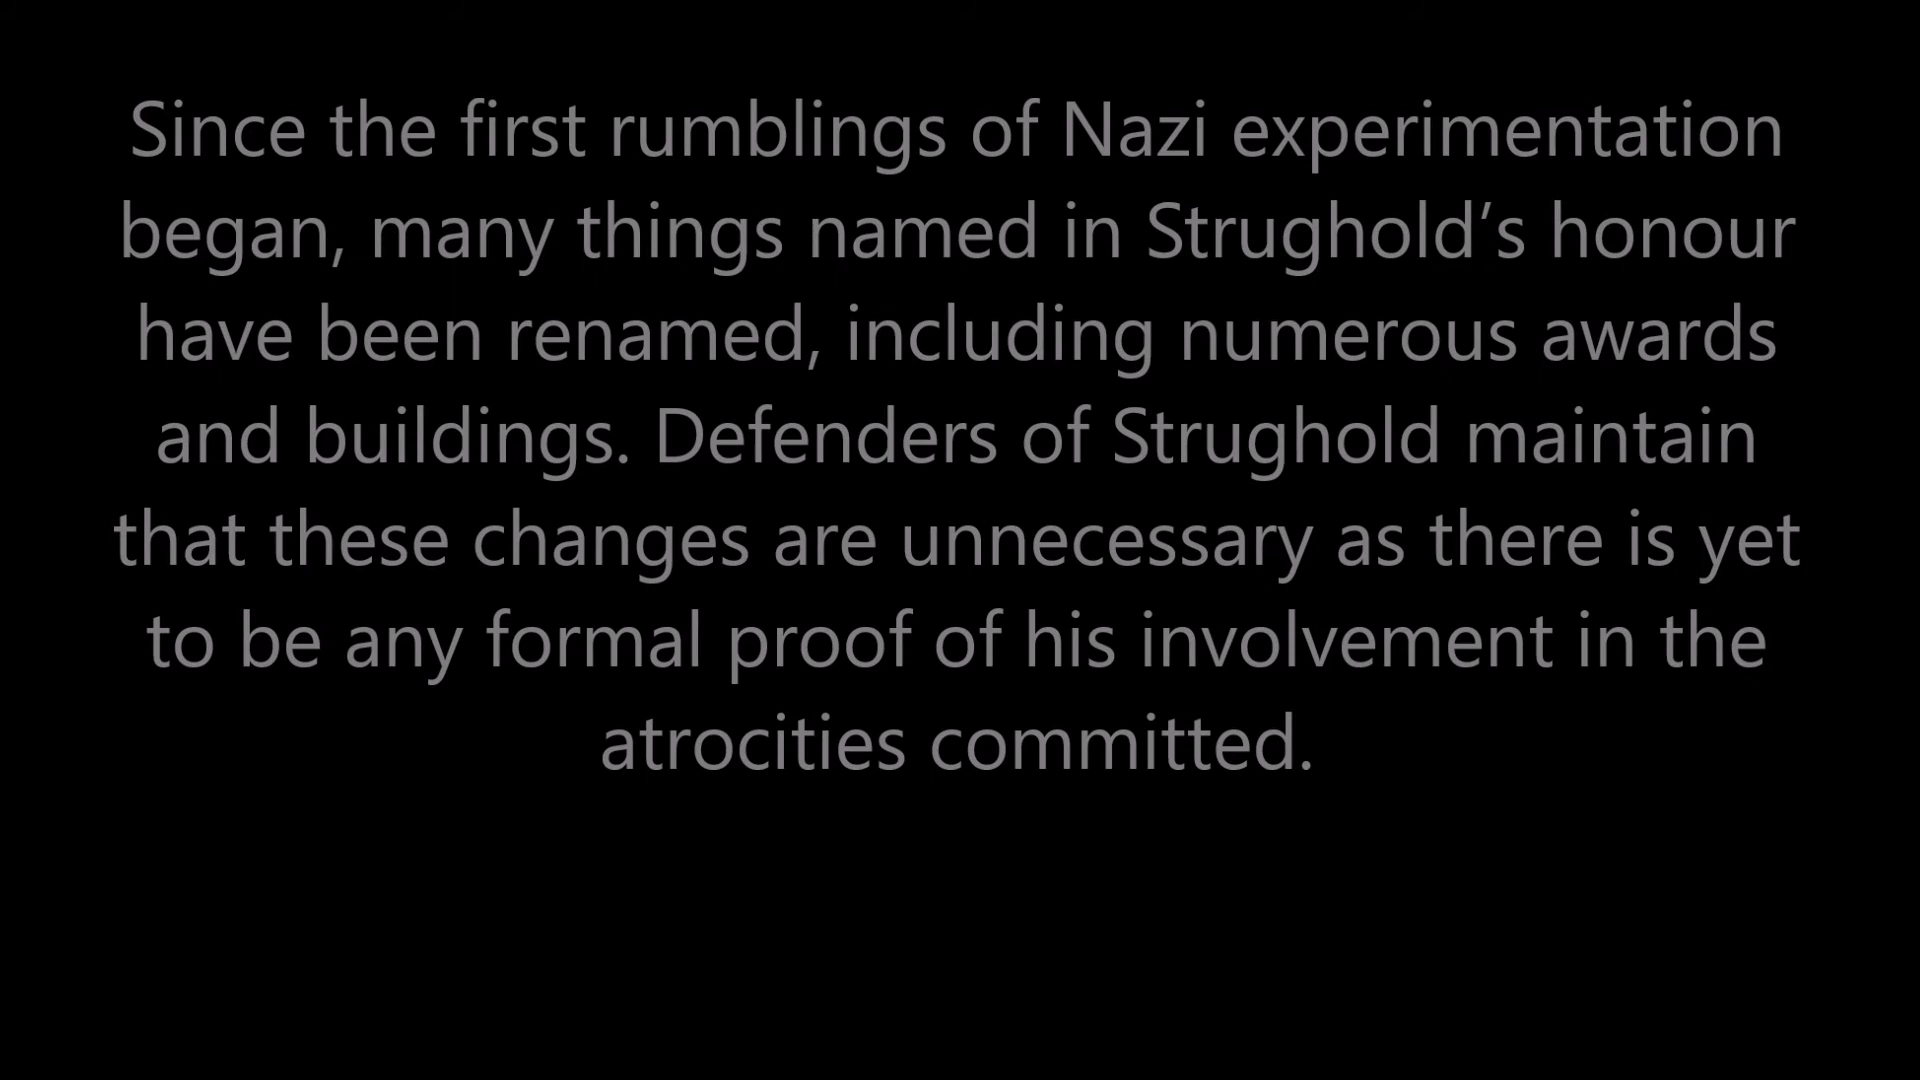 Since the first rumblings of Nazi experimentation
began, many things named in Strughold’s honour
have been renamed, including numerous awards
and buildings. Defenders of Strughold maintain
that these changes are unnecessary as there is yet
to be any formal proof of his involvement in the
atrocities committed.